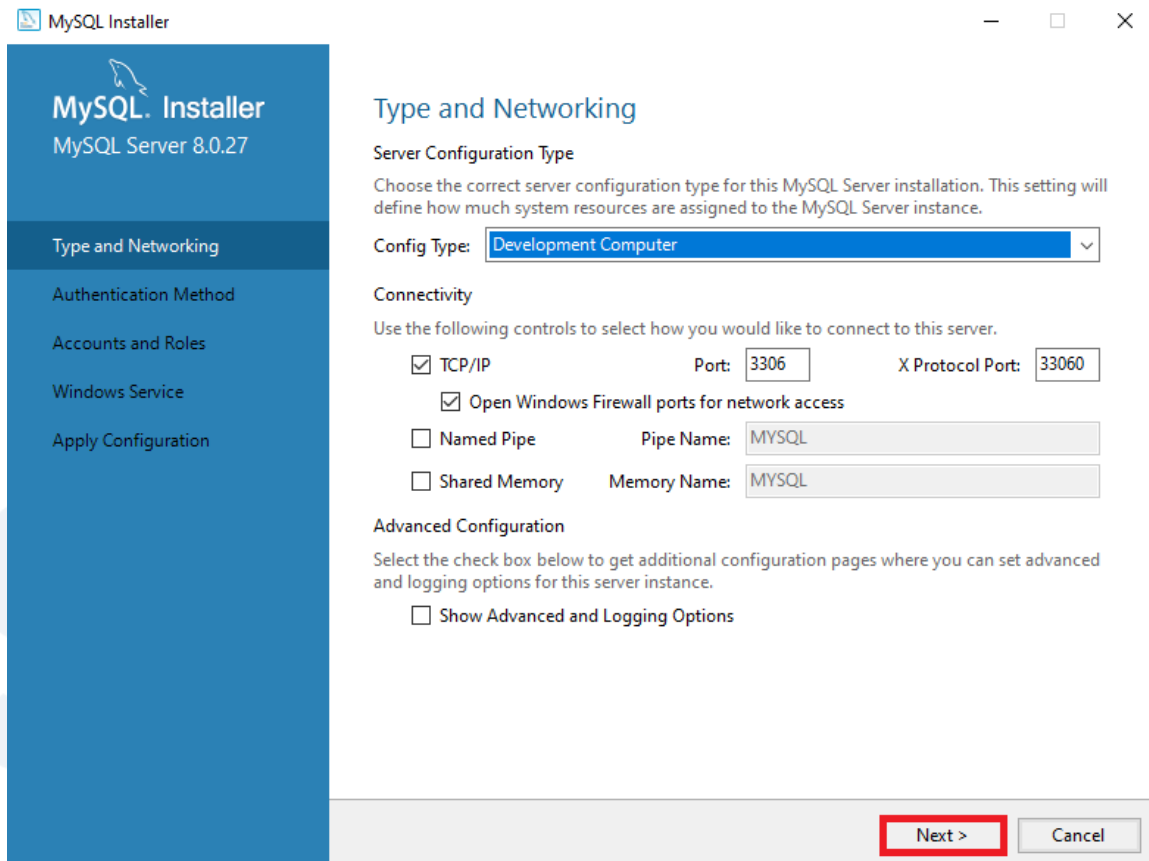 MySQL Installer
MySQL. Installer
MySQL Server 8.0.27
Type and Networking
Authentication Method
Accounts and Roles
Windows Service
Apply Configuration
Type and Networking
Server Configuration Type
Choose the correct server configuration type for this MySQL Server installation. This setting will
define how much system resources are assigned to the MySQL Server instance.
Config Type: Development Computer
Connectivity
Use the following controls to select how you would like to connect to this server.
TCP/IP Port: 3306 X Protocol Port: 33060
Open Windows Firewall ports for network access
Named Pipe Pipe Name: MYSQL
Shared Memory Memory Name: MYSQL
Advanced Configuration
Select the check box below to get additional configuration pages where you can set advanced
and logging options for this server instance.
Show Advanced and Logging Options
Next > Cancel